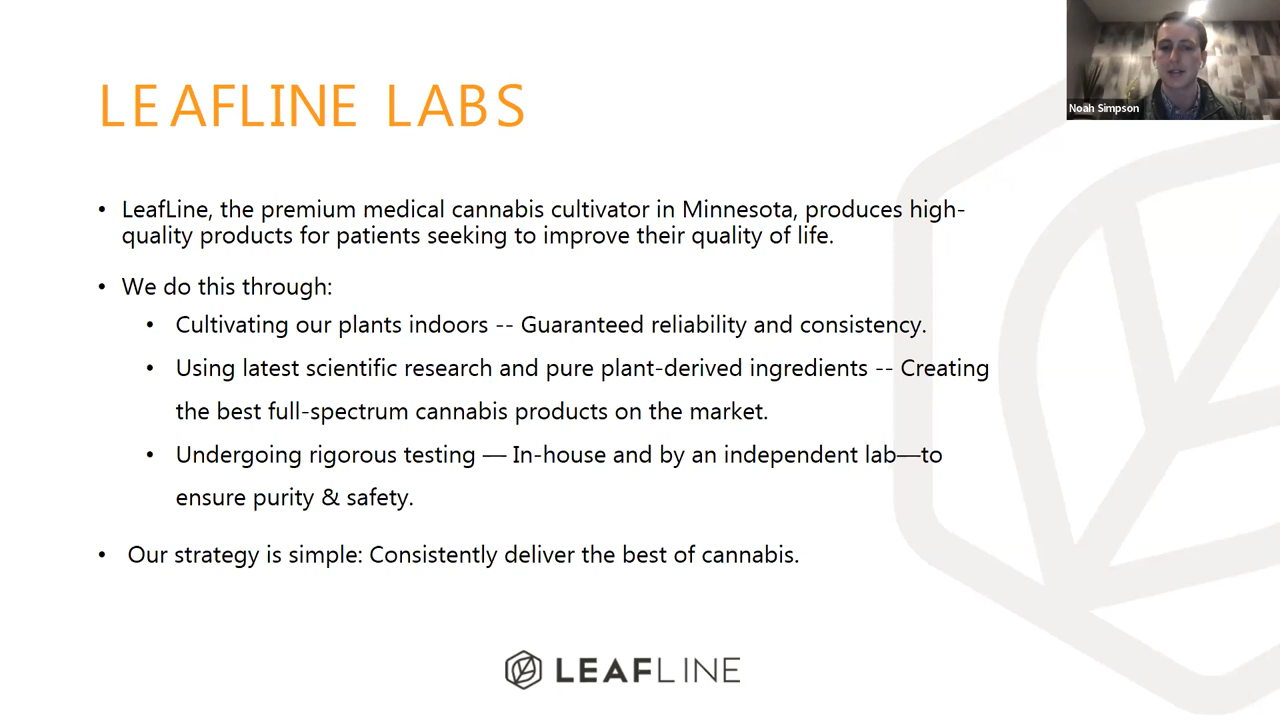 LEAFLINE LABS
Noah Simpson
• LeafLine, the premium medical cannabis cultivator in Minnesota, produces high-
quality products for patients seeking to improve their quality of life.
• We do this through:
• Cultivating our plants indoors -- Guaranteed reliability and consistency.
• Using latest scientific research and pure plant-derived ingredients -- Creating
the best full-spectrum cannabis products on the market.
• Undergoing rigorous testing — In-house and by an independent lab—to
ensure purity & safety.
• Our strategy is simple: Consistently deliver the best of cannabis.
LEAFLINE